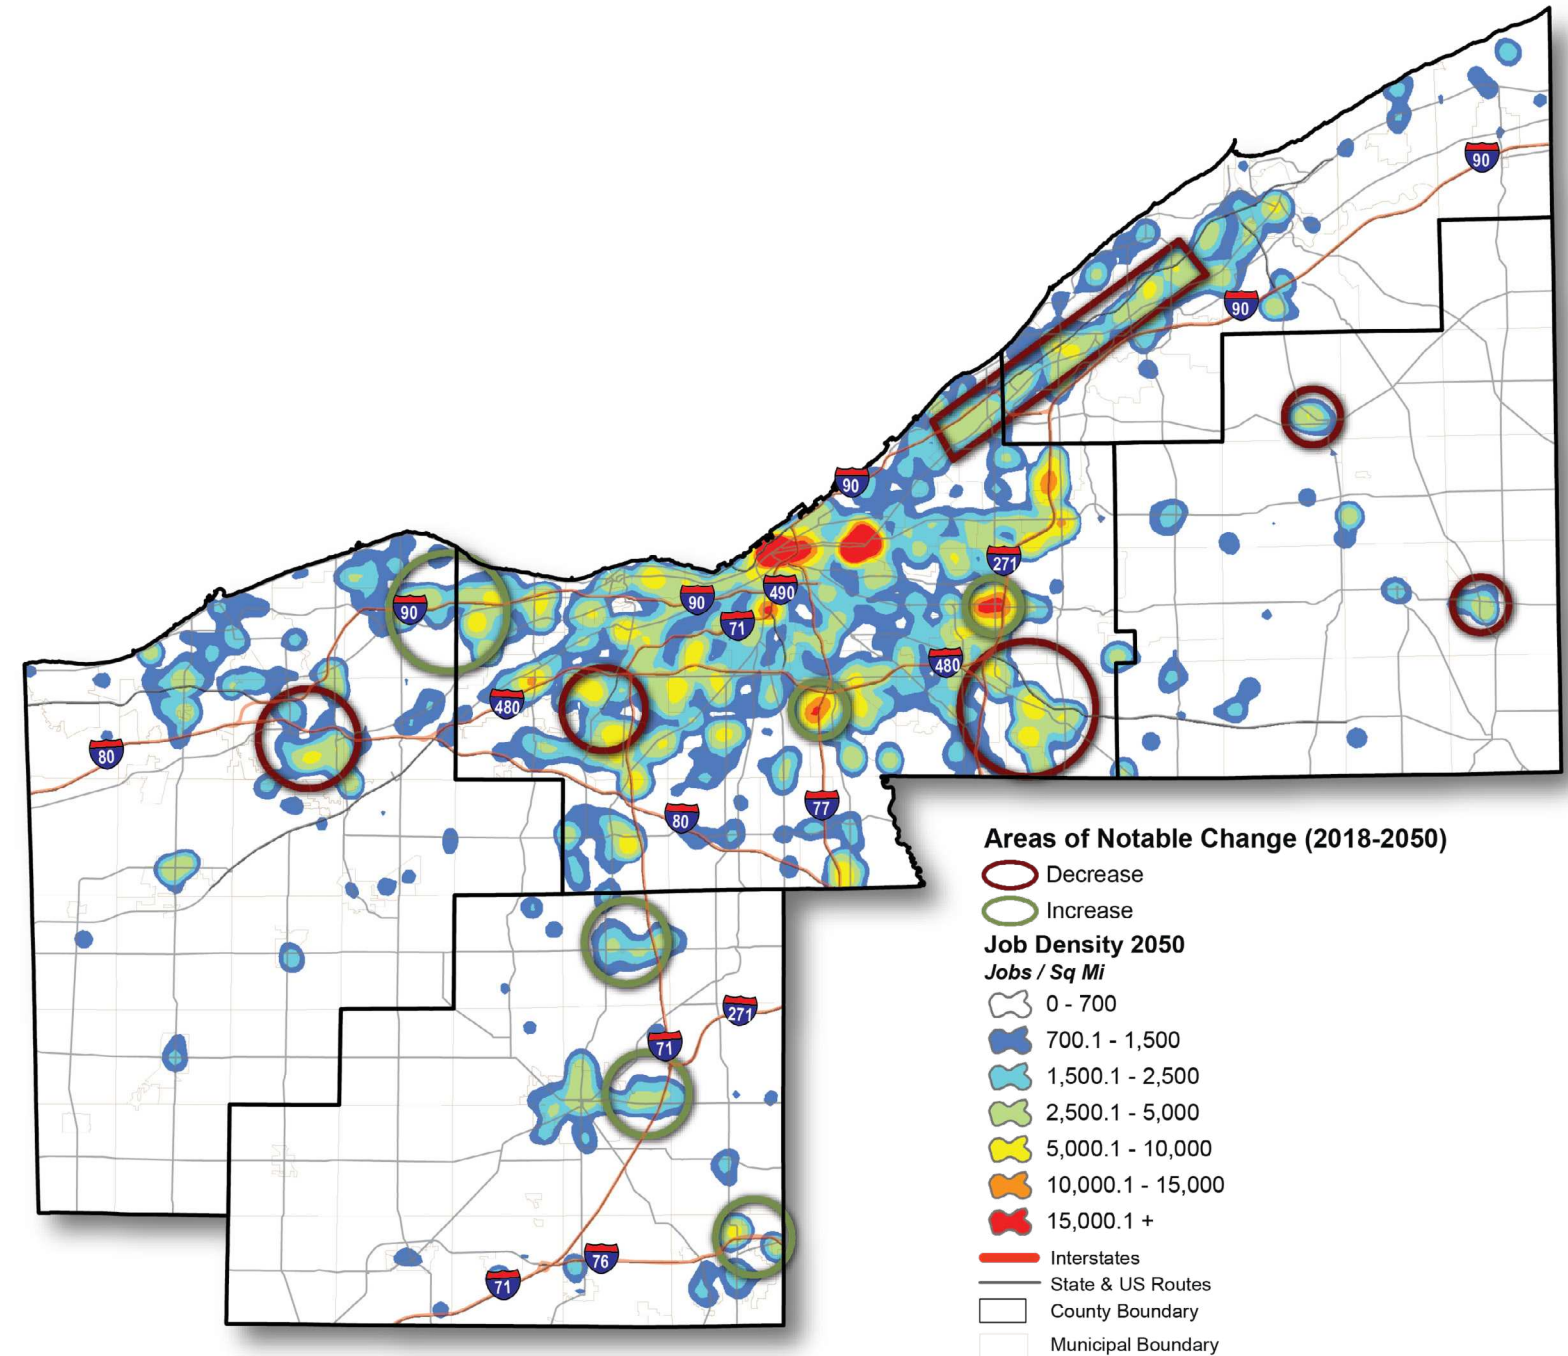 90
90
90
271
90
90
490
71
480
480
80
80
77
271
71
76
71
Areas of Notable Change (2018-2050)
Decrease
Increase
Job Density 2050
Jobs / Sq Mi
0 - 700
700.1 - 1,500
1,500.1 - 2,500
2,500.1 - 5,000
5,000.1 - 10,000
10,000.1 - 15,000
15,000.1 +
Interstates
State & US Routes
County Boundary
Municipal Boundary